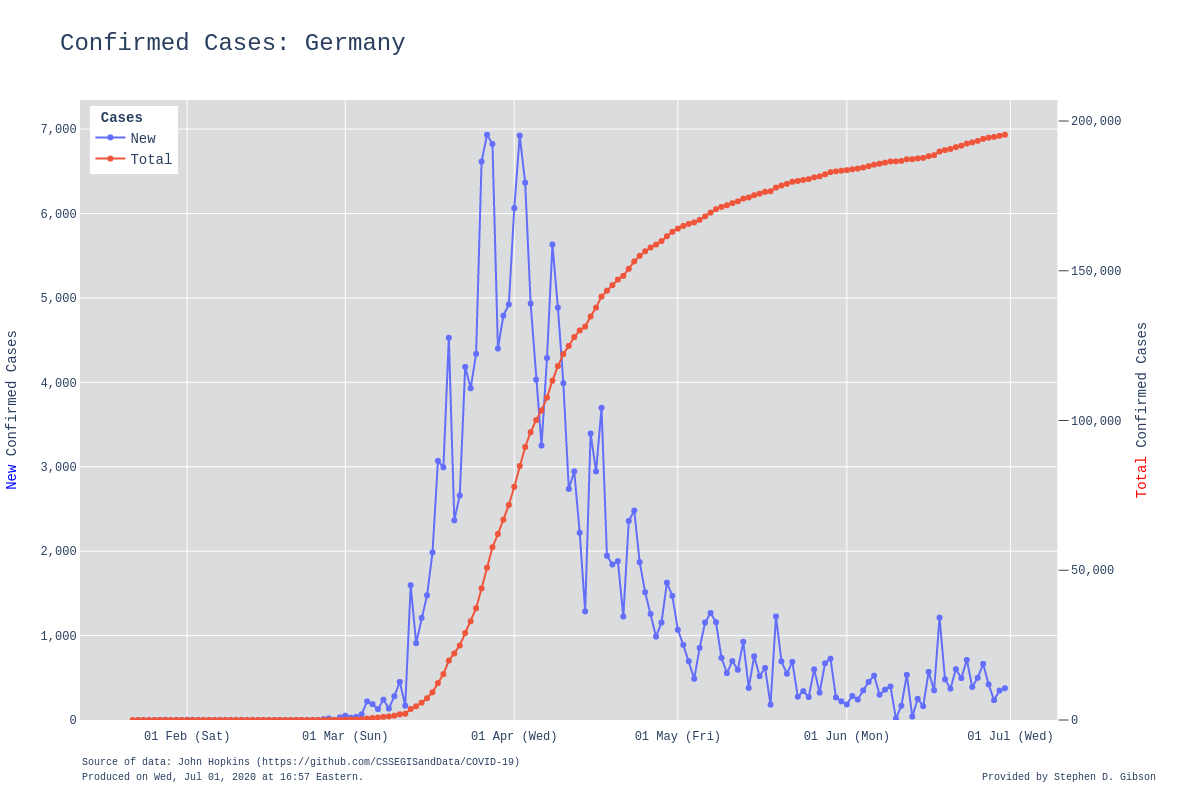 Confirmed Cases: Germany
Cases
New
Total
7,000
6,000
5,000
4,000
3,000
2,000
1,000
0
New Confirmed Cases
200,000
150,000
100,000
50,000
0
Total Confirmed Cases
01 Feb (Sat)
01 Mar (Sun)
01 Apr (Wed)
01 May (Fri)
01 Jun (Mon)
01 Jul (Wed)
Source of data: John Hopkins (https://github.com/CSSEGISandData/COVID-19)
Produced on Wed, Jul 01, 2020 at 16:57 Eastern.
Provided by Stephen D. Gibson